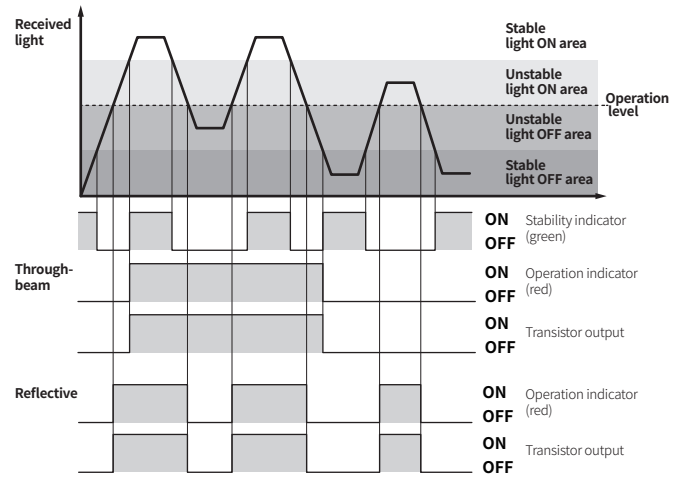 Received
light
Stable
light ON area
Unstable
light ON area
Operation
level
Unstable
light OFF area
Stable
light OFF area
ON
OFF
Stability indicator
(green)
Through-
beam
ON
OFF
Operation indicator
(red)
ON
OFF
Transistor output
Reflective
ON
OFF
Operation indicator
(red)
ON
OFF
Transistor output